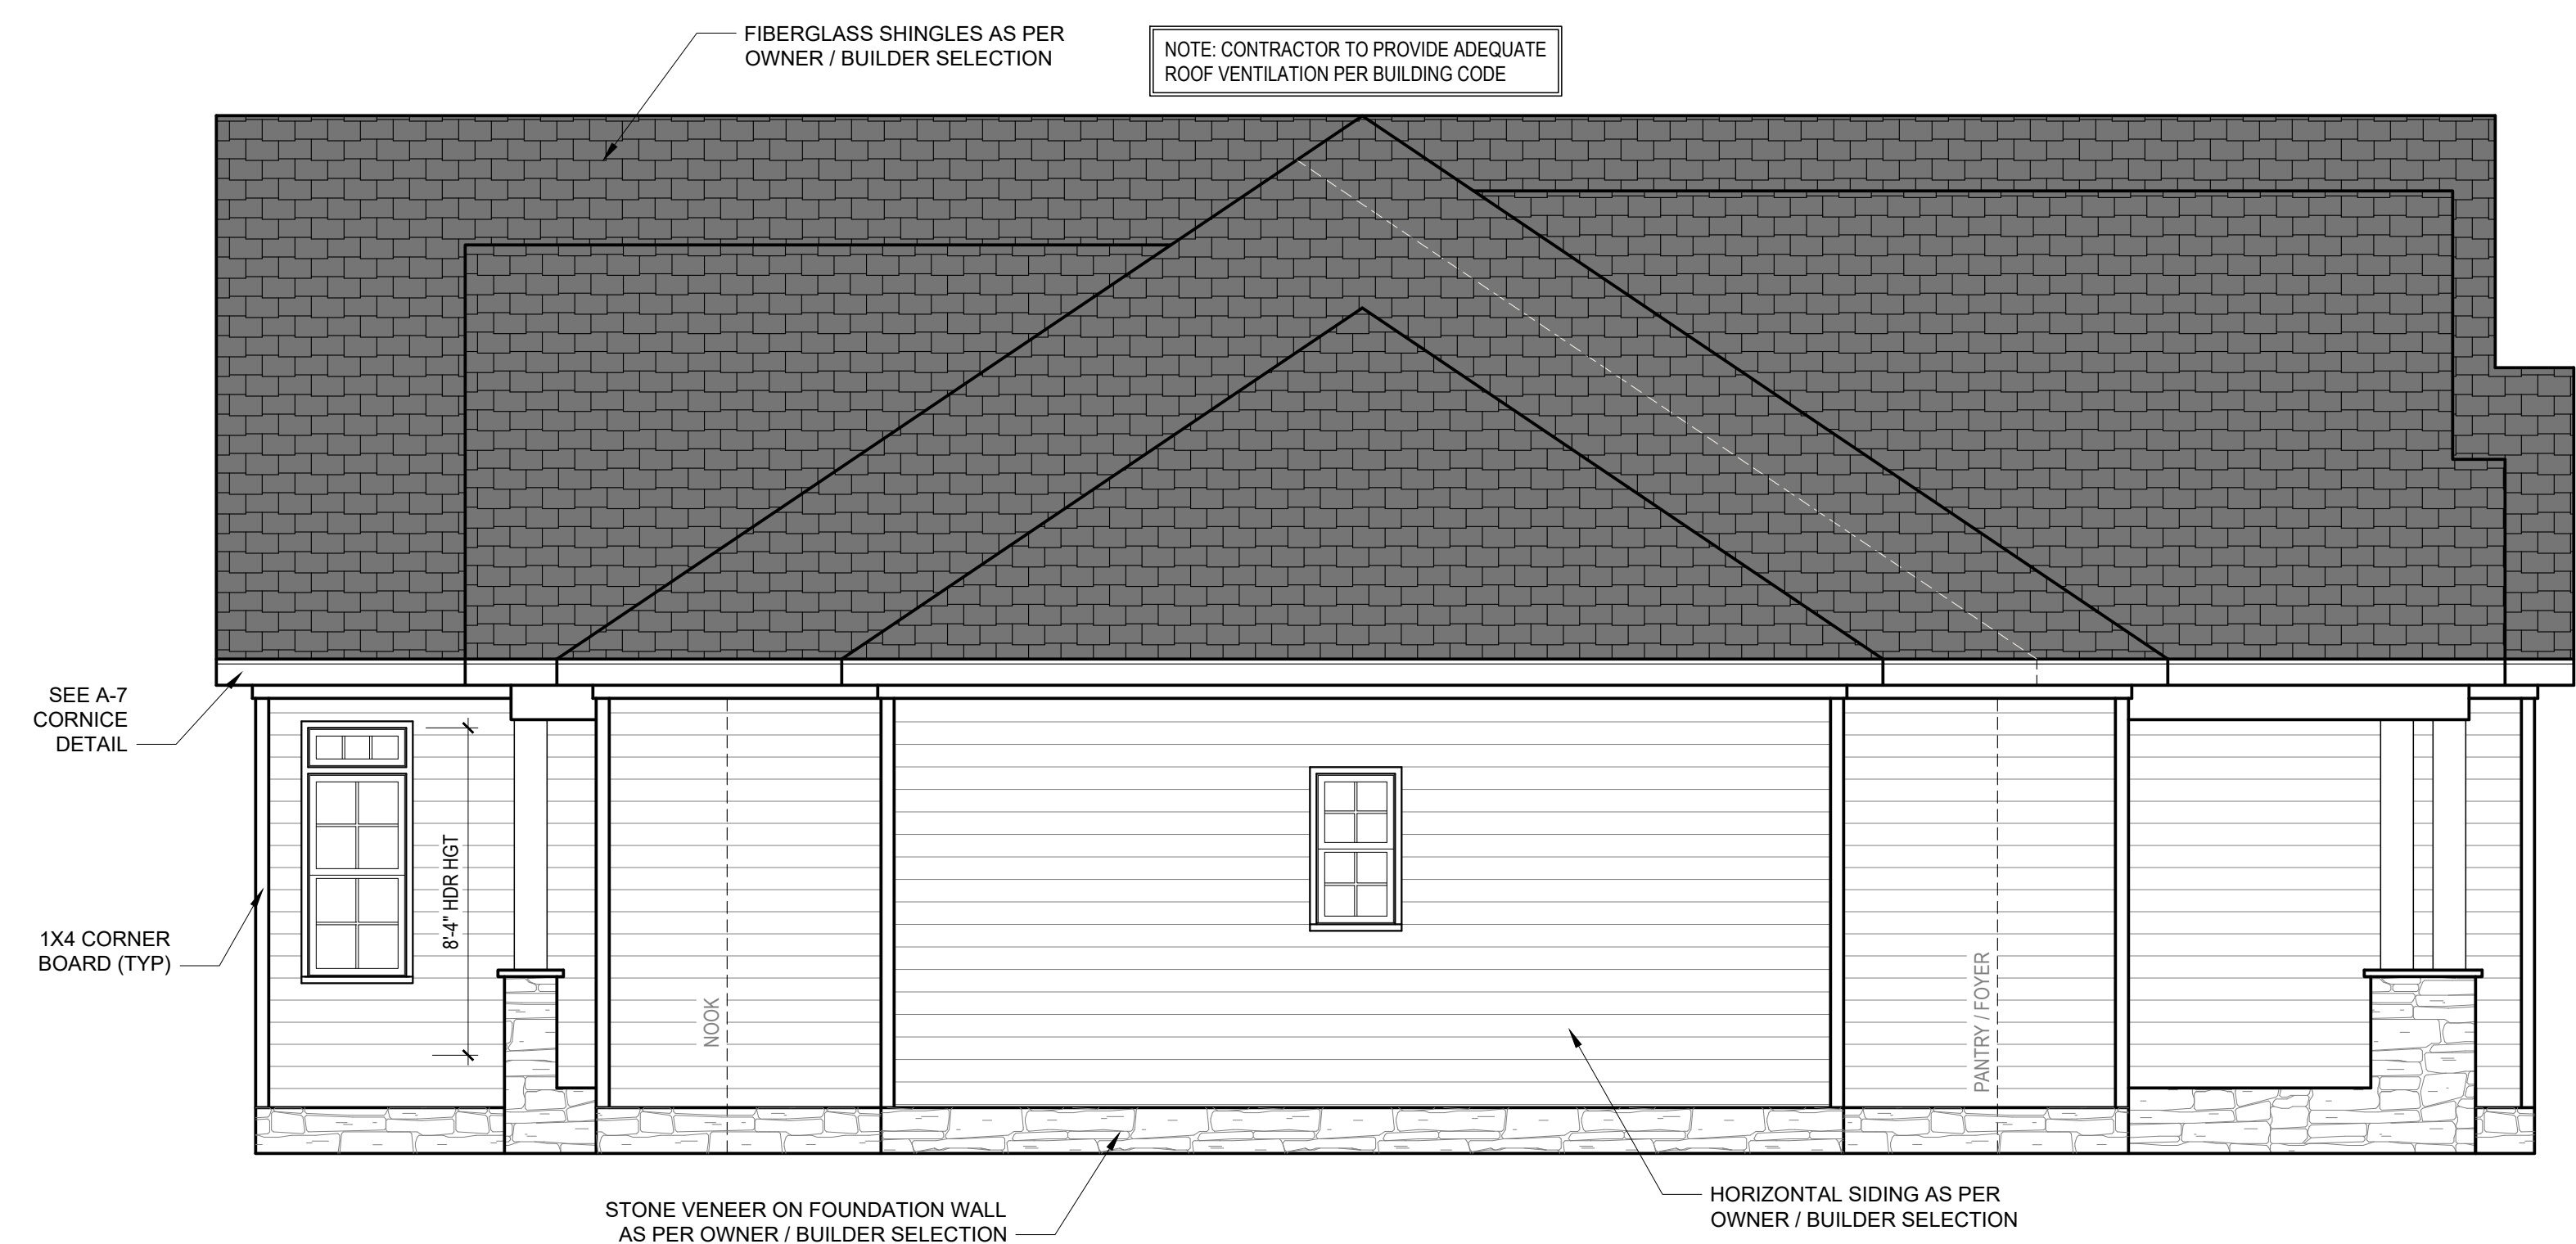 FIBERGLASS SHINGLES AS PER
OWNER / BUILDER SELECTION
NOTE: CONTRACTOR TO PROVIDE ADEQUATE
ROOF VENTILATION PER BUILDING CODE
SEE A-7
CORNICE
DETAIL
8'-4" HDR HGT
1X4 CORNER
BOARD (TYP)
NOOK
PANTRY / FOYER
STONE VENEER ON FOUNDATION WALL
AS PER OWNER / BUILDER SELECTION
HORIZONTAL SIDING AS PER
OWNER / BUILDER SELECTION